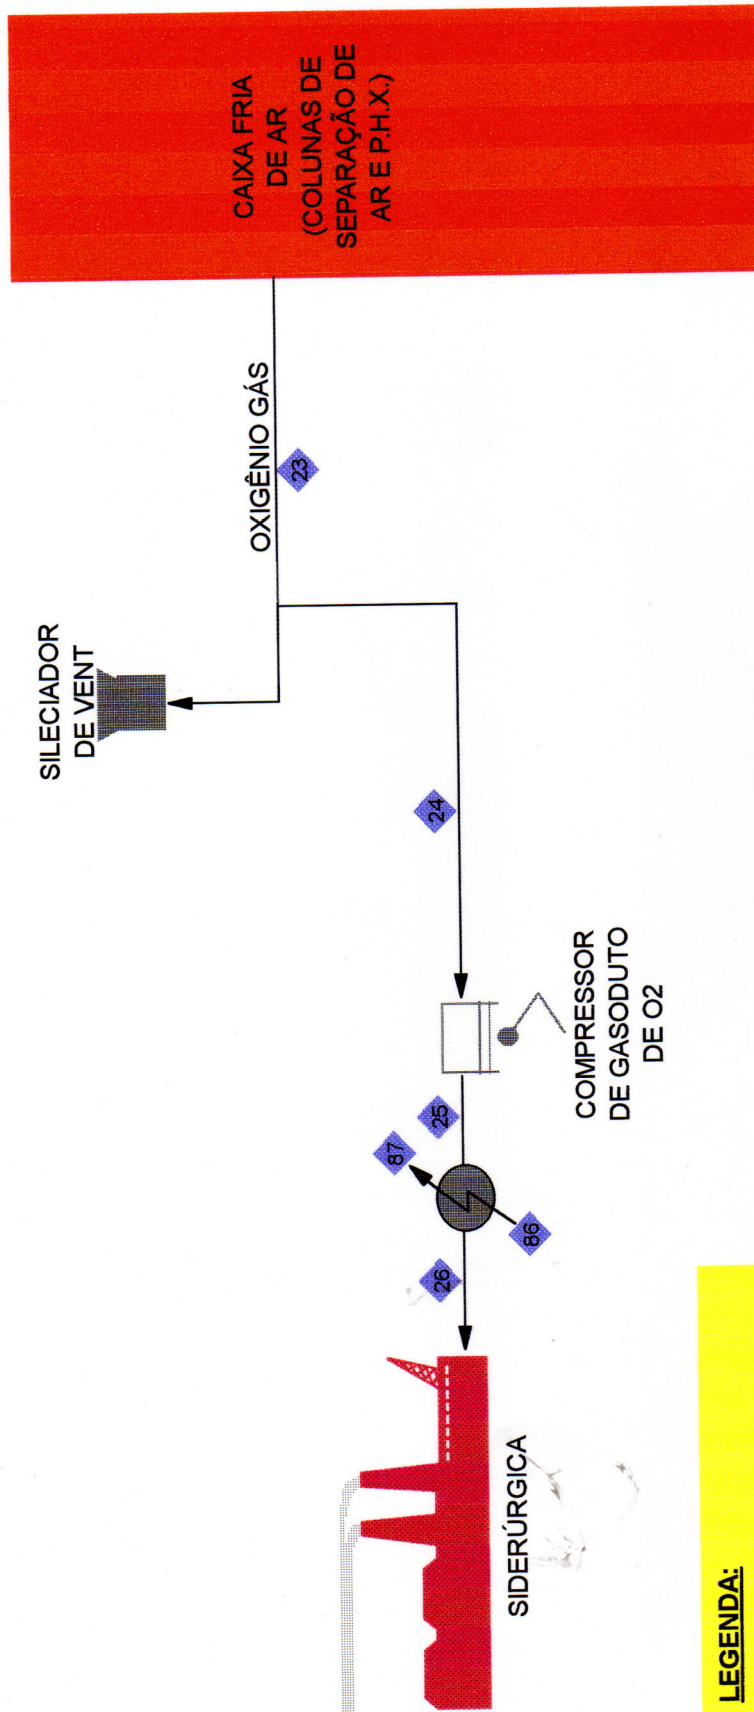 CAIXA FRIA
DE AR
(COLUNAS DE
SEPARAÇÃO DE
AR E P.H.X.)
OXIGÊNIO GÁS
23
SILECIADOR
DE VENT
24
COMPRESSOR
DE GASODUTO
DE O2
25
87
86
26
SIDERÚRGICA
LEGENDA: